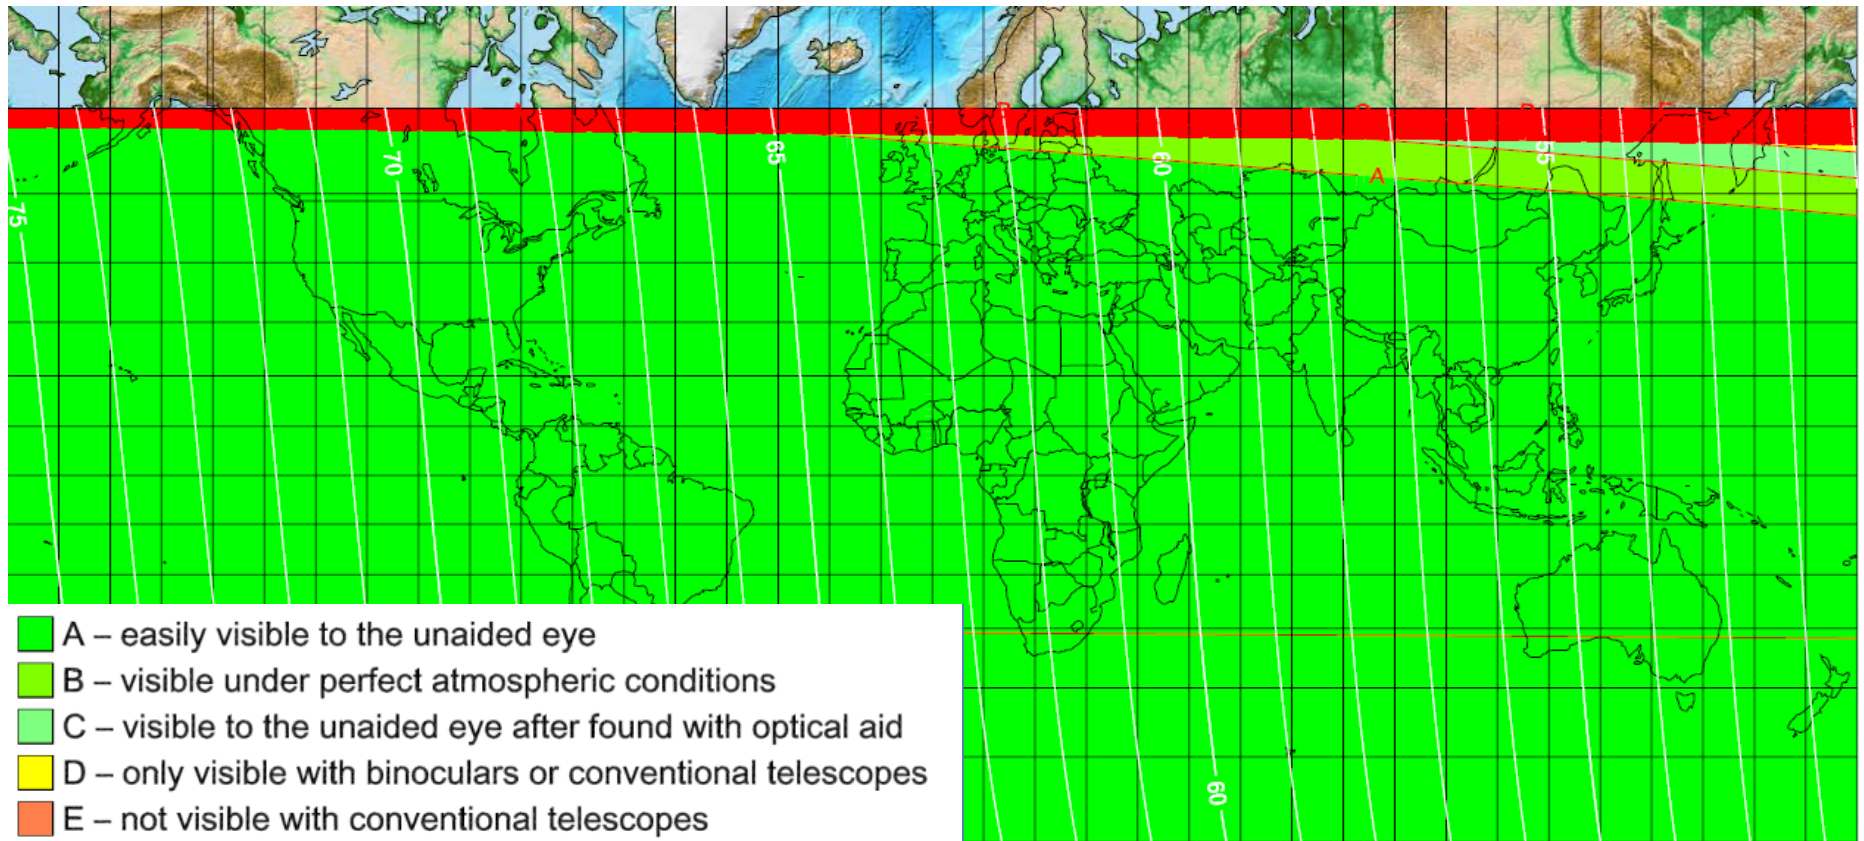 70
65
60
55
75
A
60
A – easily visible to the unaided eye
B – visible under perfect atmospheric conditions
C – visible to the unaided eye after found with optical aid
D – only visible with binoculars or conventional telescopes
E – not visible with conventional telescopes